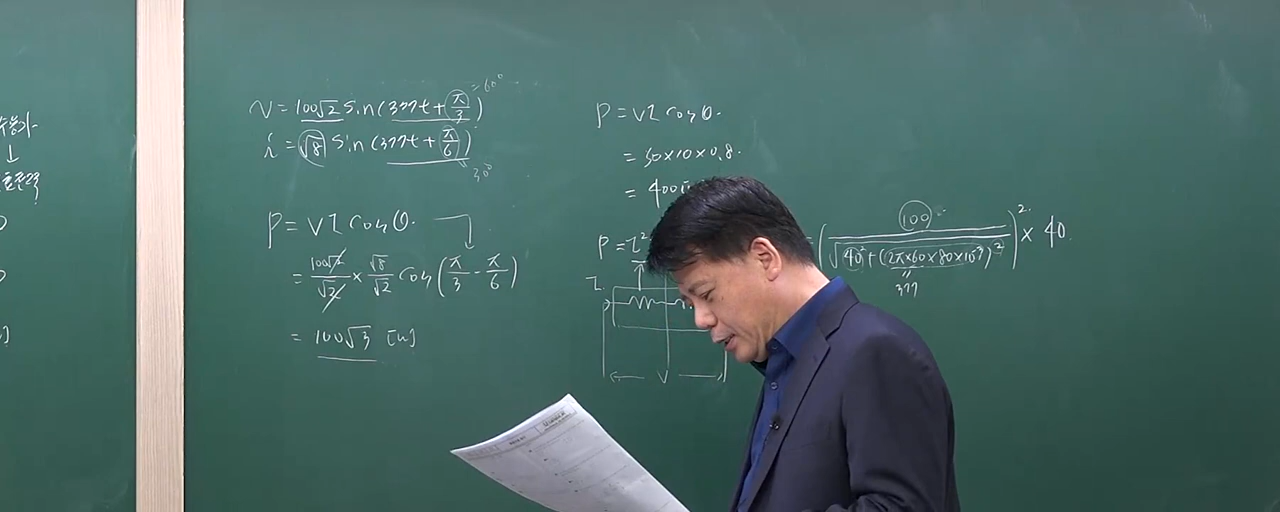 ↓
v = 100√2 sin(377t + π/3) = 60°
i = √8 sin(377t + π/6)
30°
P = VI cosθ.
= 100√2/√2 × √8/√2 cos(π/3 - π/6)
= 100√3 [W]
P = VI cosθ.
= 50×10×0.8.
= 400
P = I²
= (100/√(40² + (2π×60×80×10⁻³)²))² × 40.
377
I.
V